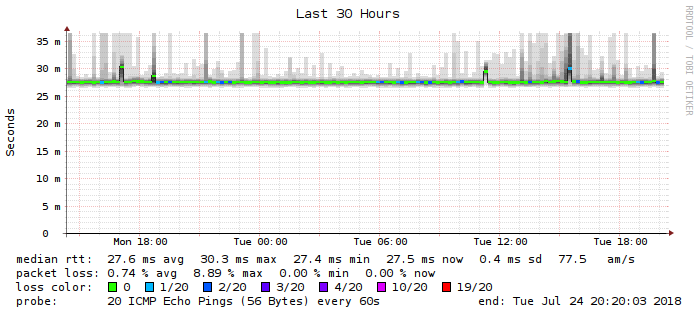 Last 30 Hours
RRDTOOL / TOBI OETIKER
Seconds
35 m
30 m
25 m
20 m
15 m
10 m
5 m
0
Mon 18:00 Tue 00:00 Tue 06:00 Tue 12:00 Tue 18:00
median rtt: 27.6 ms avg 30.3 ms max 27.4 ms min 27.5 ms now 0.4 ms sd 77.5 am/s
packet loss: 0.74 % avg 8.89 % max 0.00 % min 0.00 % now
loss color: 0 1/20 2/20 3/20 4/20 10/20 19/20
probe: 20 ICMP Echo Pings (56 Bytes) every 60s end: Tue Jul 24 20:20:03 2018